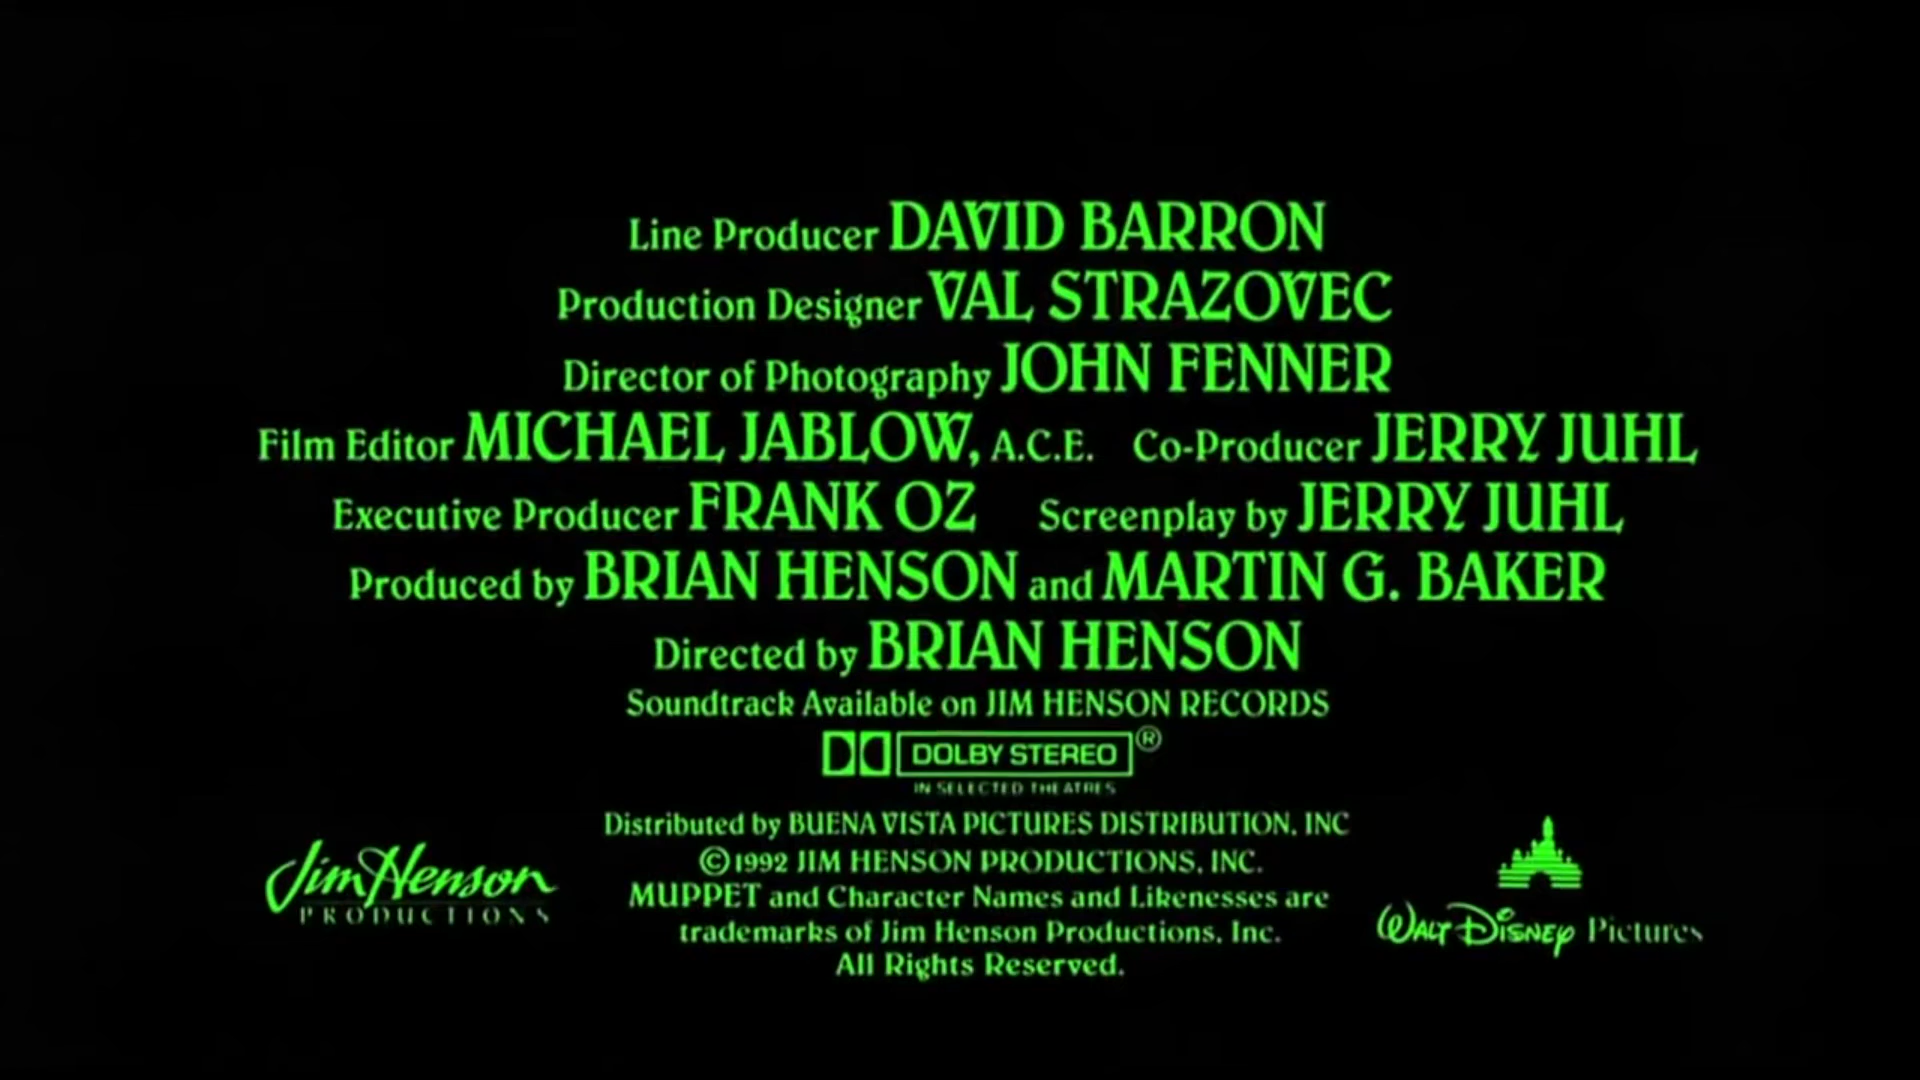 Line Producer DAVID BARRON
Production Designer VAL STRAZOVEC
Director of Photography JOHN FENNER
Film Editor MICHAEL JABLOW, A.C.E. Co-Producer JERRY JUHL
Executive Producer FRANK OZ Screenplay by JERRY JUHL
Produced by BRIAN HENSON and MARTIN G. BAKER
Directed by BRIAN HENSON
Soundtrack Available on JIM HENSON RECORDS
DOLBY STEREO ®
IN SELECTED THEATRES
Distributed by BUENA VISTA PICTURES DISTRIBUTION, INC
© 1992 JIM HENSON PRODUCTIONS, INC.
MUPPET and Character Names and Likenesses are
trademarks of Jim Henson Productions, Inc.
All Rights Reserved.
Jim Henson
PRODUCTIONS
WALT DISNEY Pictures